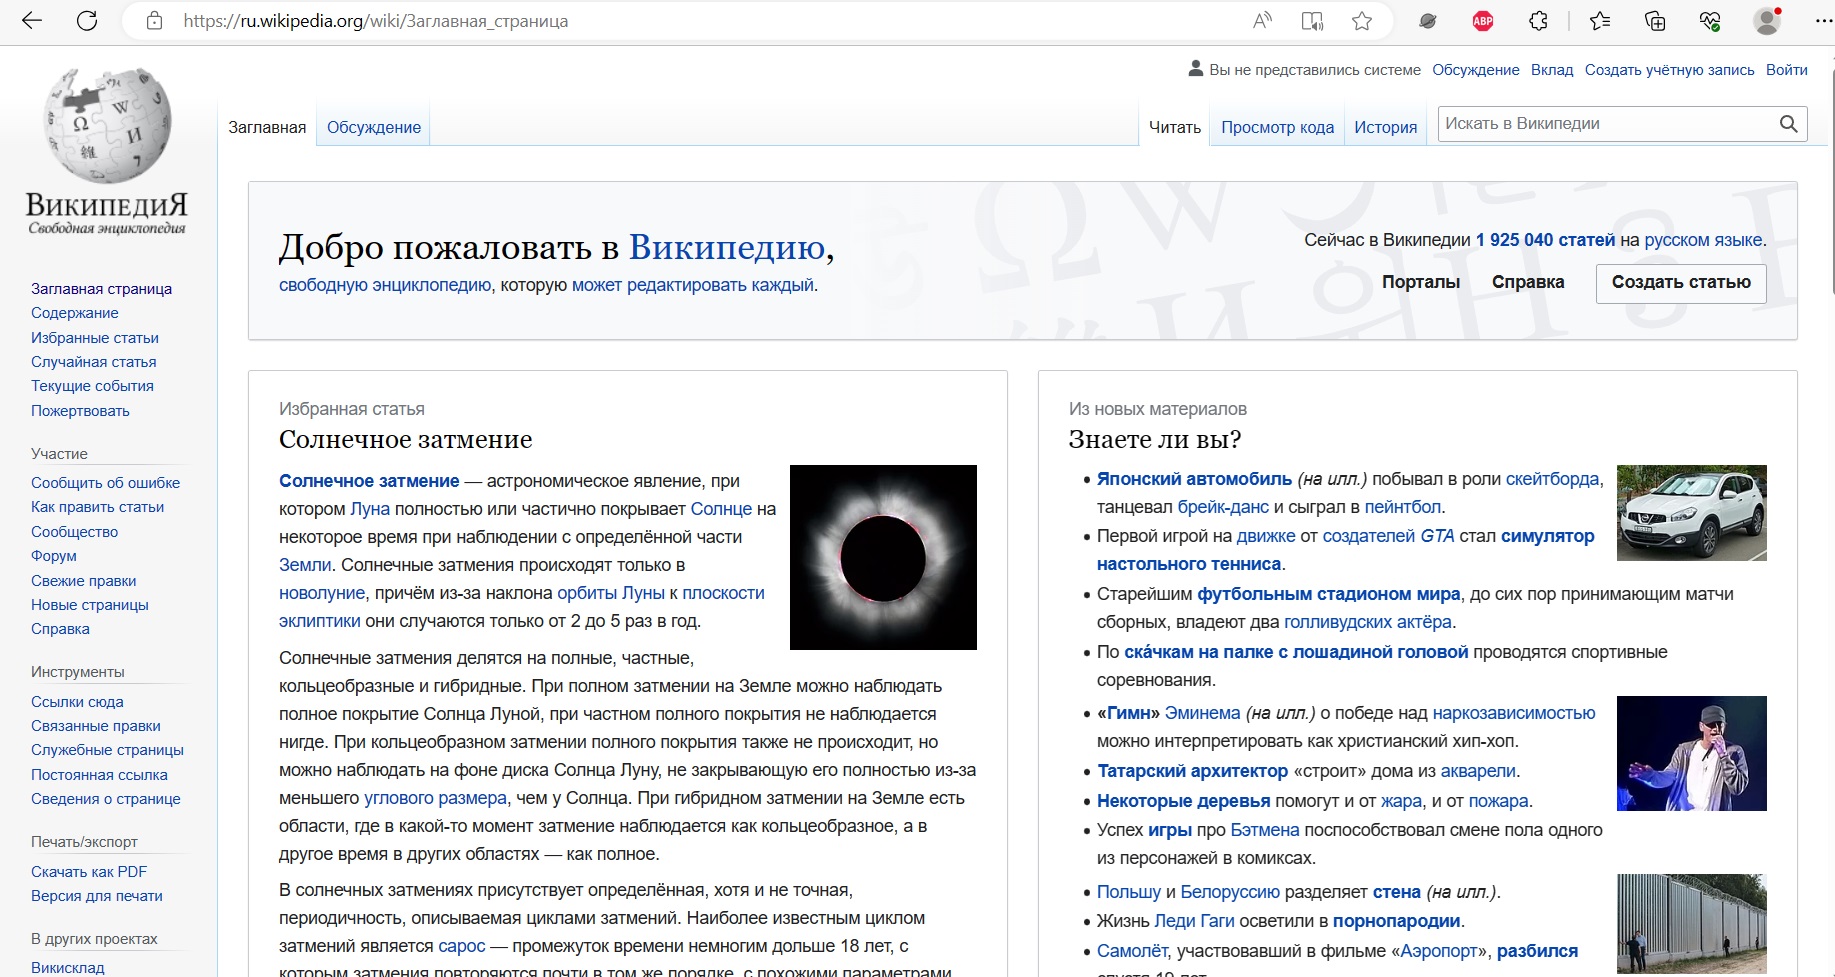 https://ru.wikipedia.org/wiki/Заглавная_страница
ABP
Вы не представились системе Обсуждение Вклад Создать учётную запись Войти
ВикипедиЯ
Свободная энциклопедия
Заглавная Обсуждение Читать Просмотр кода История Искать в Википедии
Добро пожаловать в Википедию,
свободную энциклопедию, которую может редактировать каждый.
Сейчас в Википедии 1 925 040 статей на русском языке.
Порталы Справка Создать статью
Заглавная страница
Содержание
Избранные статьи
Случайная статья
Текущие события
Пожертвовать
Участие
Сообщить об ошибке
Как править статьи
Сообщество
Форум
Свежие правки
Новые страницы
Справка
Инструменты
Ссылки сюда
Связанные правки
Служебные страницы
Постоянная ссылка
Сведения о странице
Печать/экспорт
Скачать как PDF
Версия для печати
В других проектах
Викисклад
Избранная статья
Солнечное затмение
Солнечное затмение — астрономическое явление, при
котором Луна полностью или частично покрывает Солнце на
некоторое время при наблюдении с определённой части
Земли. Солнечные затмения происходят только в
новолуние, причём из-за наклона орбиты Луны к плоскости
эклиптики они случаются только от 2 до 5 раз в год.
Солнечные затмения делятся на полные, частные,
кольцеобразные и гибридные. При полном затмении на Земле можно наблюдать
полное покрытие Солнца Луной, при частном полного покрытия не наблюдается
нигде. При кольцеобразном затмении полного покрытия также не происходит, но
можно наблюдать на фоне диска Солнца Луну, не закрывающую его полностью из-за
меньшего углового размера, чем у Солнца. При гибридном затмении на Земле есть
области, где в какой-то момент затмение наблюдается как кольцеобразное, а в
другое время в других областях — как полное.
В солнечных затмениях присутствует определённая, хотя и не точная,
периодичность, описываемая циклами затмений. Наиболее известным циклом
затмений является сарос — промежуток времени немногим дольше 18 лет, с
которым затмения повторяются почти в том же порядке, с похожими параметрами
Из новых материалов
Знаете ли вы?
Японский автомобиль (на илл.) побывал в роли скейтборда,
танцевал брейк-данс и сыграл в пейнтбол.
Первой игрой на движке от создателей GTA стал симулятор
настольного тенниса.
Старейшим футбольным стадионом мира, до сих пор принимающим матчи
сборных, владеют два голливудских актёра.
По ска́чкам на палке с лошадиной головой проводятся спортивные
соревнования.
«Гимн» Эминема (на илл.) о победе над наркозависимостью
можно интерпретировать как христианский хип-хоп.
Татарский архитектор «строит» дома из акварели.
Некоторые деревья помогут и от жара, и от пожара.
Успех игры про Бэтмена поспособствовал смене пола одного
из персонажей в комиксах.
Польшу и Белоруссию разделяет стена (на илл.).
Жизнь Леди Гаги осветили в порнопародии.
Самолёт, участвовавший в фильме «Аэропорт», разбился
спустя 19 лет.